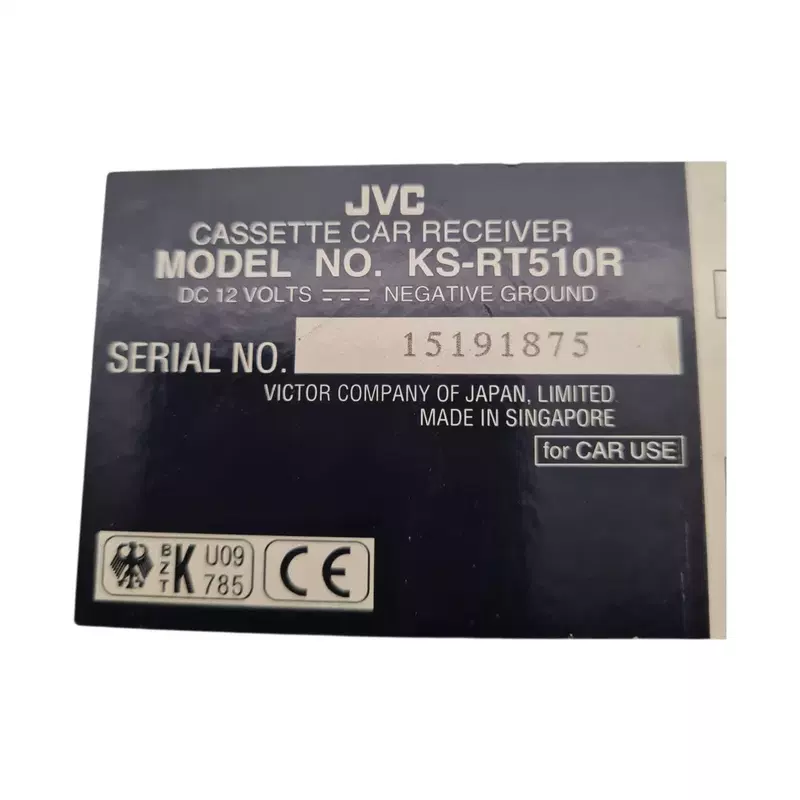 JVC
CASSETTE CAR RECEIVER
MODEL NO. KS-RT510R
DC 12 VOLTS ⎓ NEGATIVE GROUND
SERIAL NO. 15191875
VICTOR COMPANY OF JAPAN, LIMITED
MADE IN SINGAPORE
for CAR USE
BZT K U09
785
CE